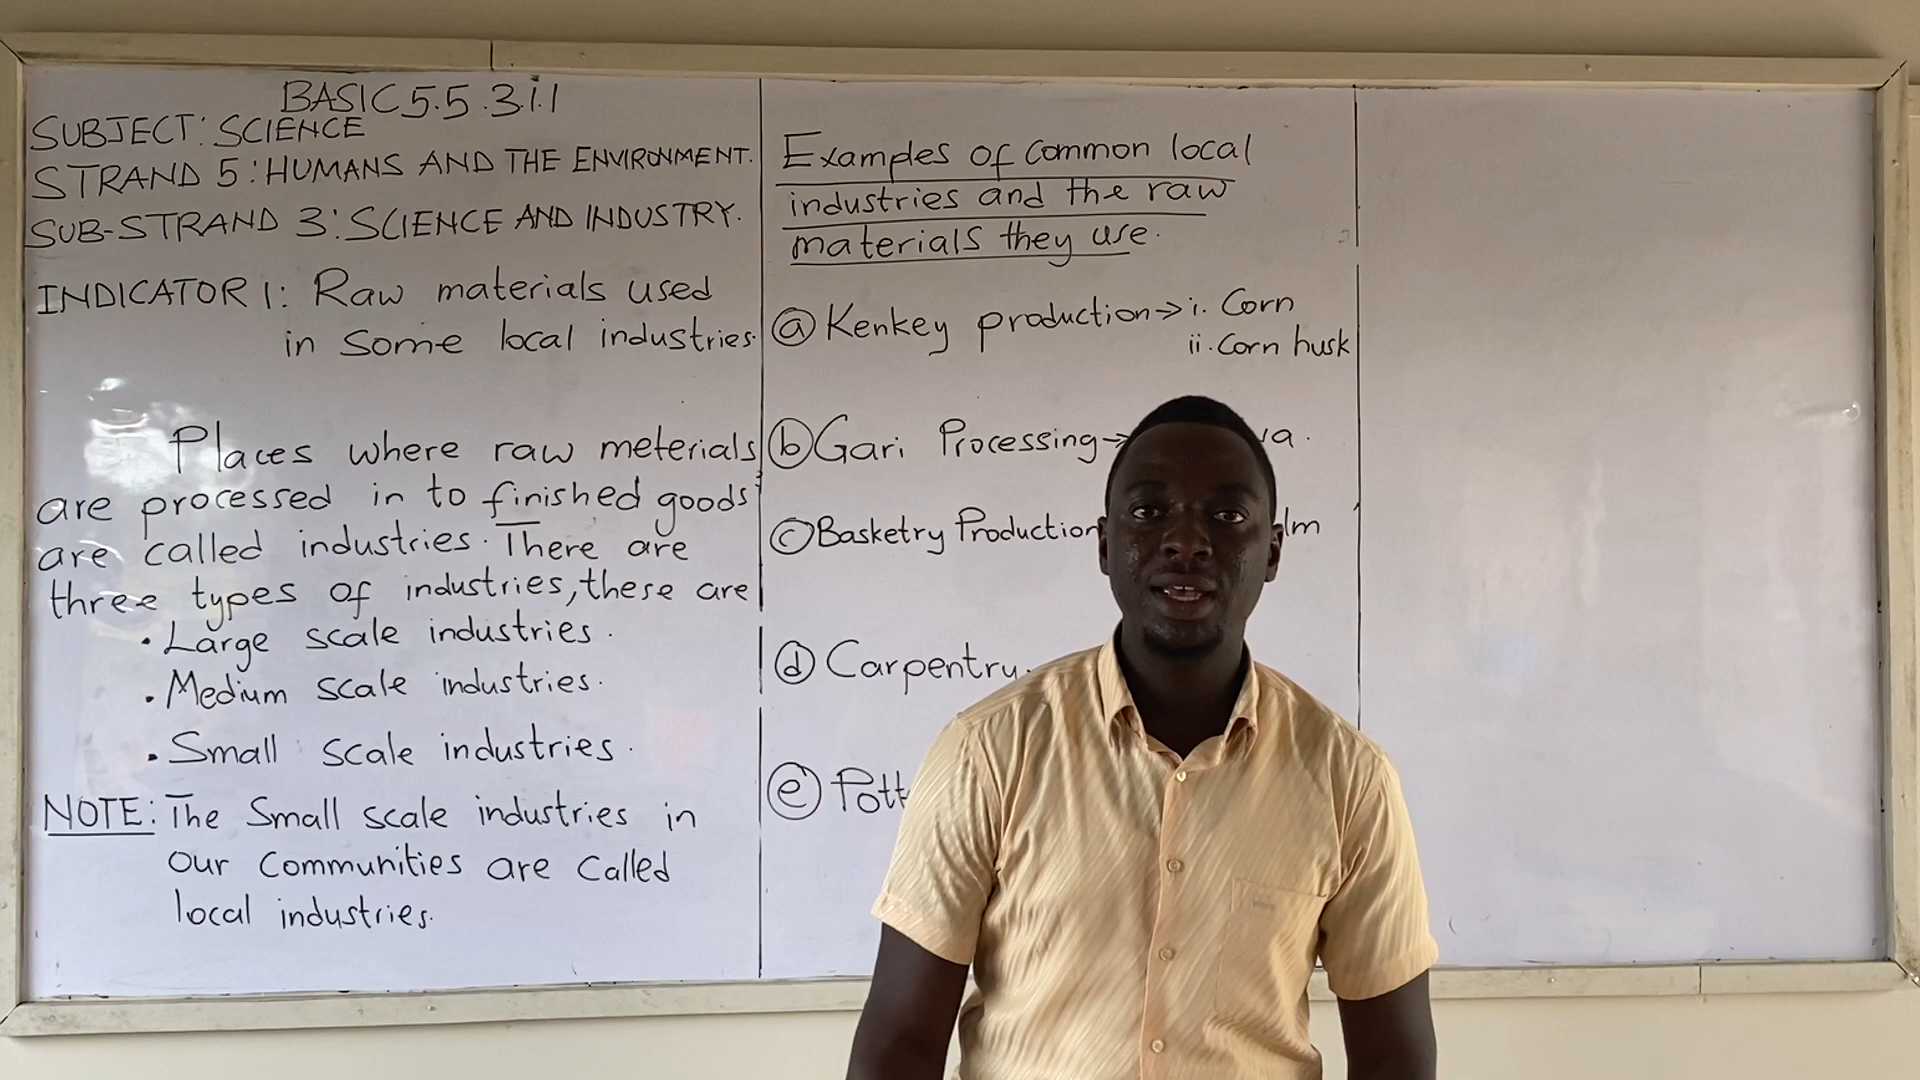 BASIC 5.5.3.1.1
SUBJECT: SCIENCE
STRAND 5: HUMANS AND THE ENVIRONMENT.
SUB-STRAND 3: SCIENCE AND INDUSTRY.
INDICATOR 1: Raw materials used
in some local industries.
Places where raw meterials
are processed in to finished goods
are called industries. There are
three types of industries, these are
• Large scale industries.
• Medium scale industries.
• Small scale industries.
NOTE: The Small scale industries in
our communities are called
local industries.
Examples of common local
industries and the raw
materials they use.
ⓐ Kenkey production → i. Corn
ii. Corn husk
ⓑ Gari Processing →
ⓒ Basketry Production
ⓓ Carpentry.
ⓔ